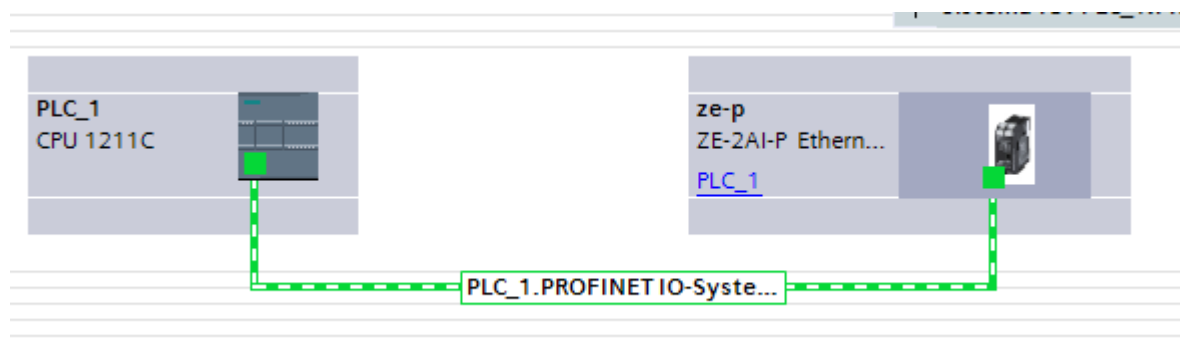 PLC_1
CPU 1211C
ze-p
ZE-2AI-P Ethern...
PLC_1
PLC_1.PROFINET IO-Syste...